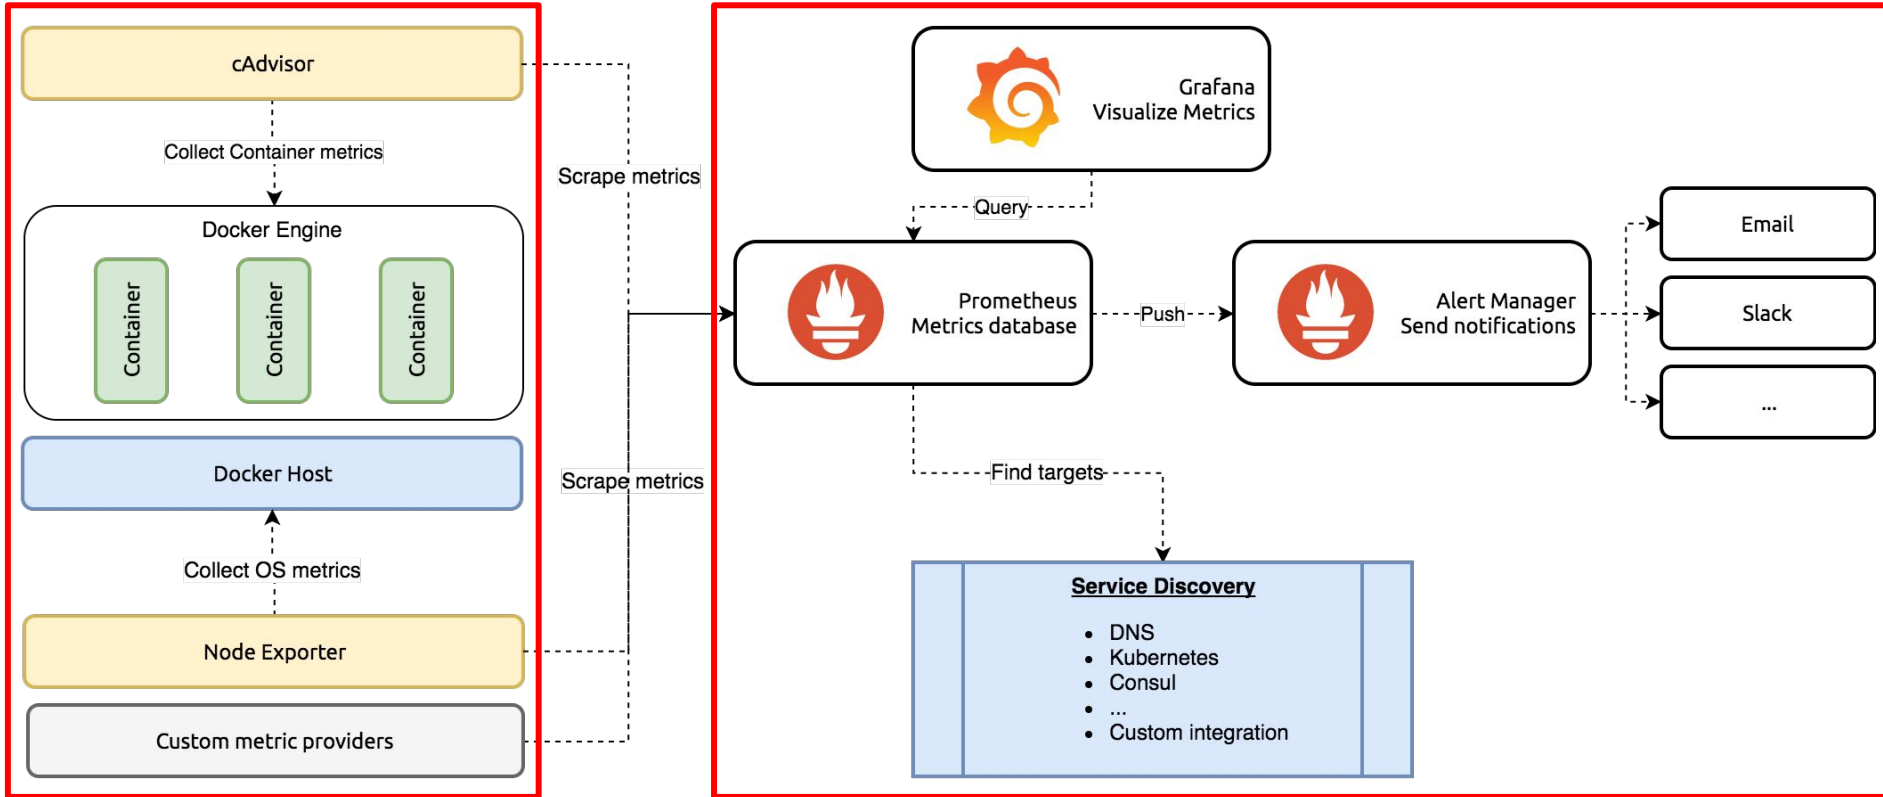 cAdvisor
Collect Container metrics
Docker Engine
Container
Container
Container
Docker Host
Collect OS metrics
Node Exporter
Custom metric providers
Scrape metrics
Scrape metrics
Grafana
Visualize Metrics
Query
Prometheus
Metrics database
Push
Alert Manager
Send notifications
Email
Slack
...
Find targets
Service Discovery
• DNS
• Kubernetes
• Consul
• ...
• Custom integration